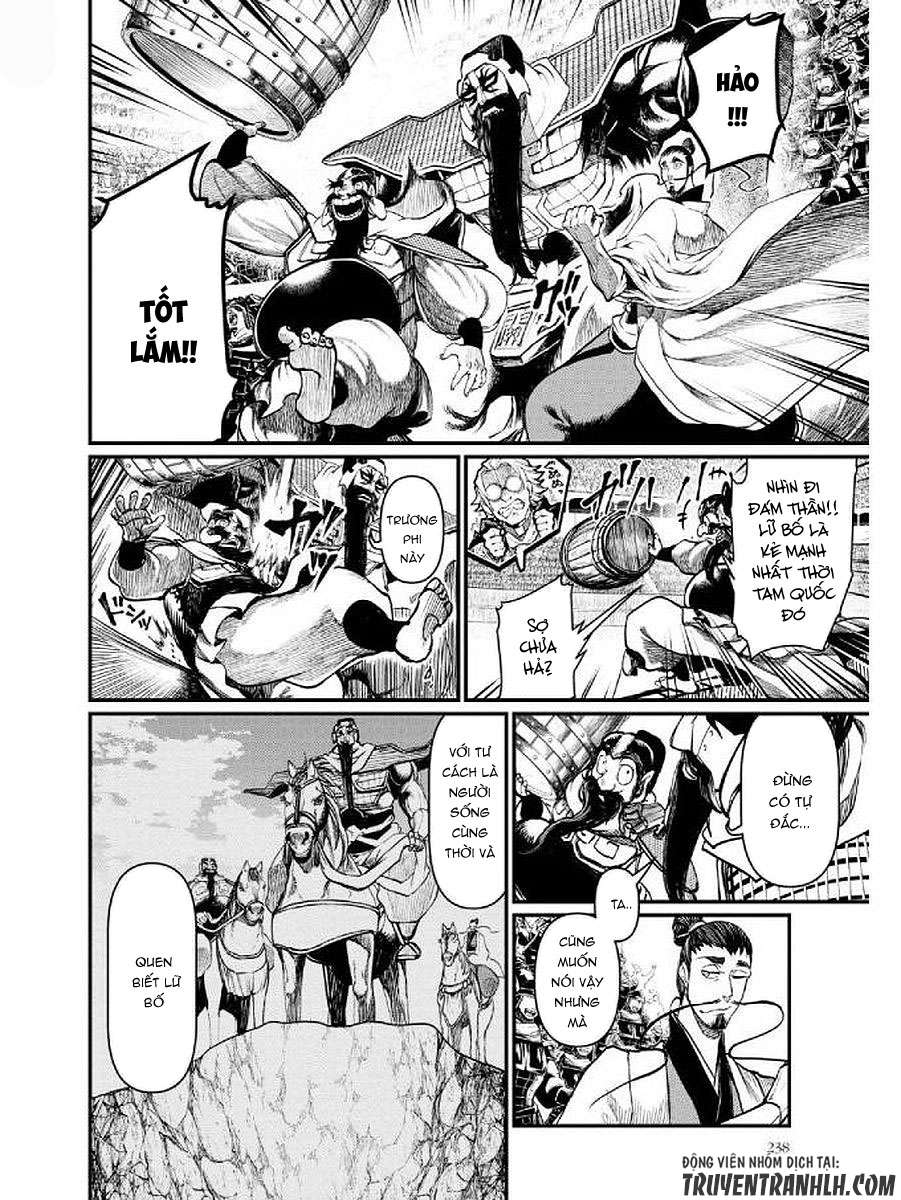 HẢO
!!!
TỐT
LẮM!!
NHÌN ĐI
ĐÁM THẦN!!
LỮ BỐ LÀ
KẺ MẠNH
NHẤT THỜI
TAM QUỐC
ĐÓ
SỢ
CHƯA
HẢ?
TRƯƠNG
PHI
NÀY
ĐỪNG
CÓ TỰ
ĐẮC...
TA..
CŨNG
MUỐN
NÓI VẬY
NHƯNG
MÀ
VỚI TƯ
CÁCH LÀ
NGƯỜI
SỐNG
CÙNG
THỜI VÀ
QUEN
BIẾT LỮ
BỐ
238
ĐỘNG VIÊN NHÓM DỊCH TẠI:
TRUYENTRANHLH.COM